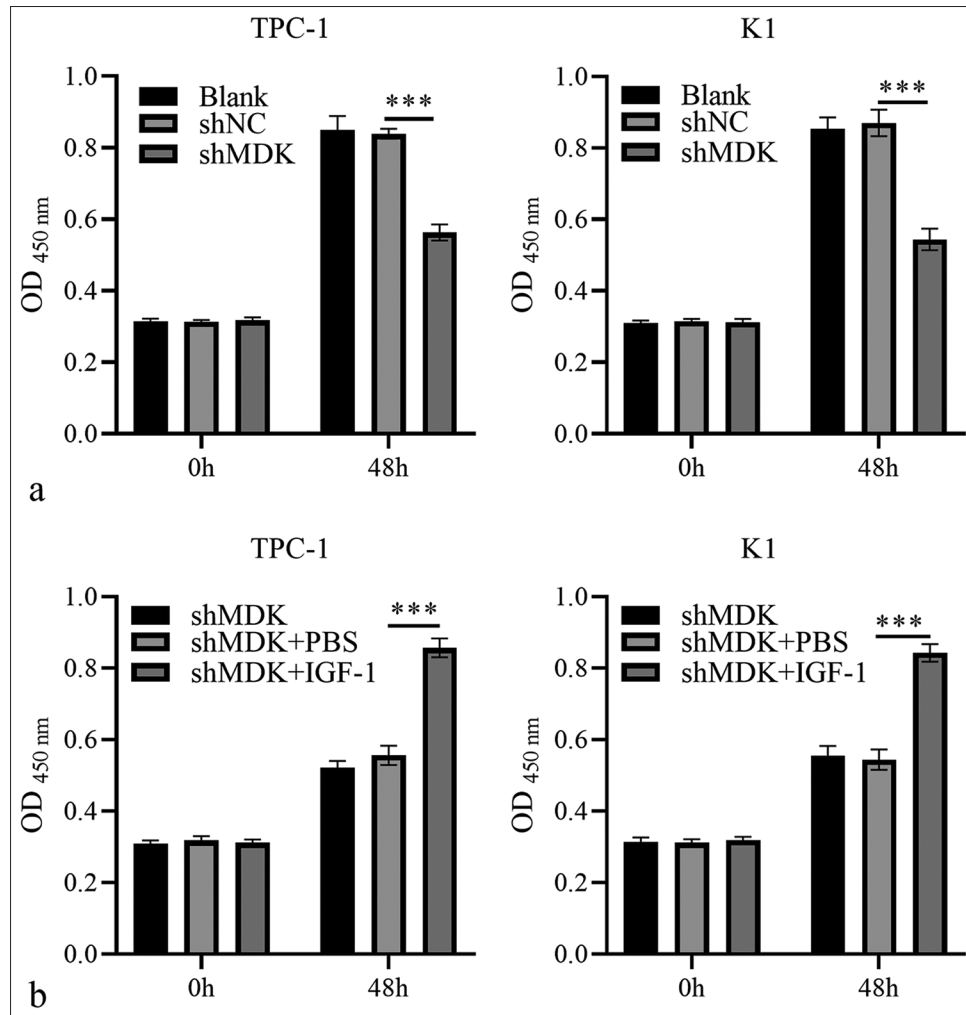 TPC-1
1.0
0.8
0.6
0.4
0.2
0.0
OD 450 nm
Blank
shNC
shMDK
***
0h
48h
K1
1.0
0.8
0.6
0.4
0.2
0.0
OD 450 nm
Blank
shNC
shMDK
***
0h
48h
a
TPC-1
1.0
0.8
0.6
0.4
0.2
0.0
OD 450 nm
shMDK
shMDK+PBS
shMDK+IGF-1
***
0h
48h
K1
1.0
0.8
0.6
0.4
0.2
0.0
OD 450 nm
shMDK
shMDK+PBS
shMDK+IGF-1
***
0h
48h
b